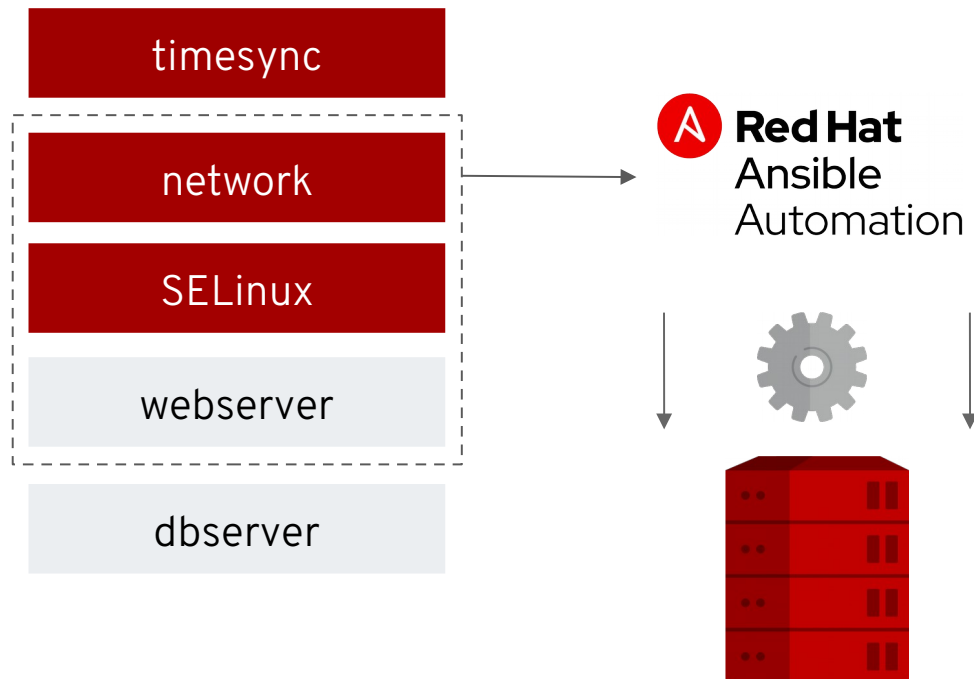 timesync
network
SELinux
webserver
dbserver
Red Hat
Ansible
Automation